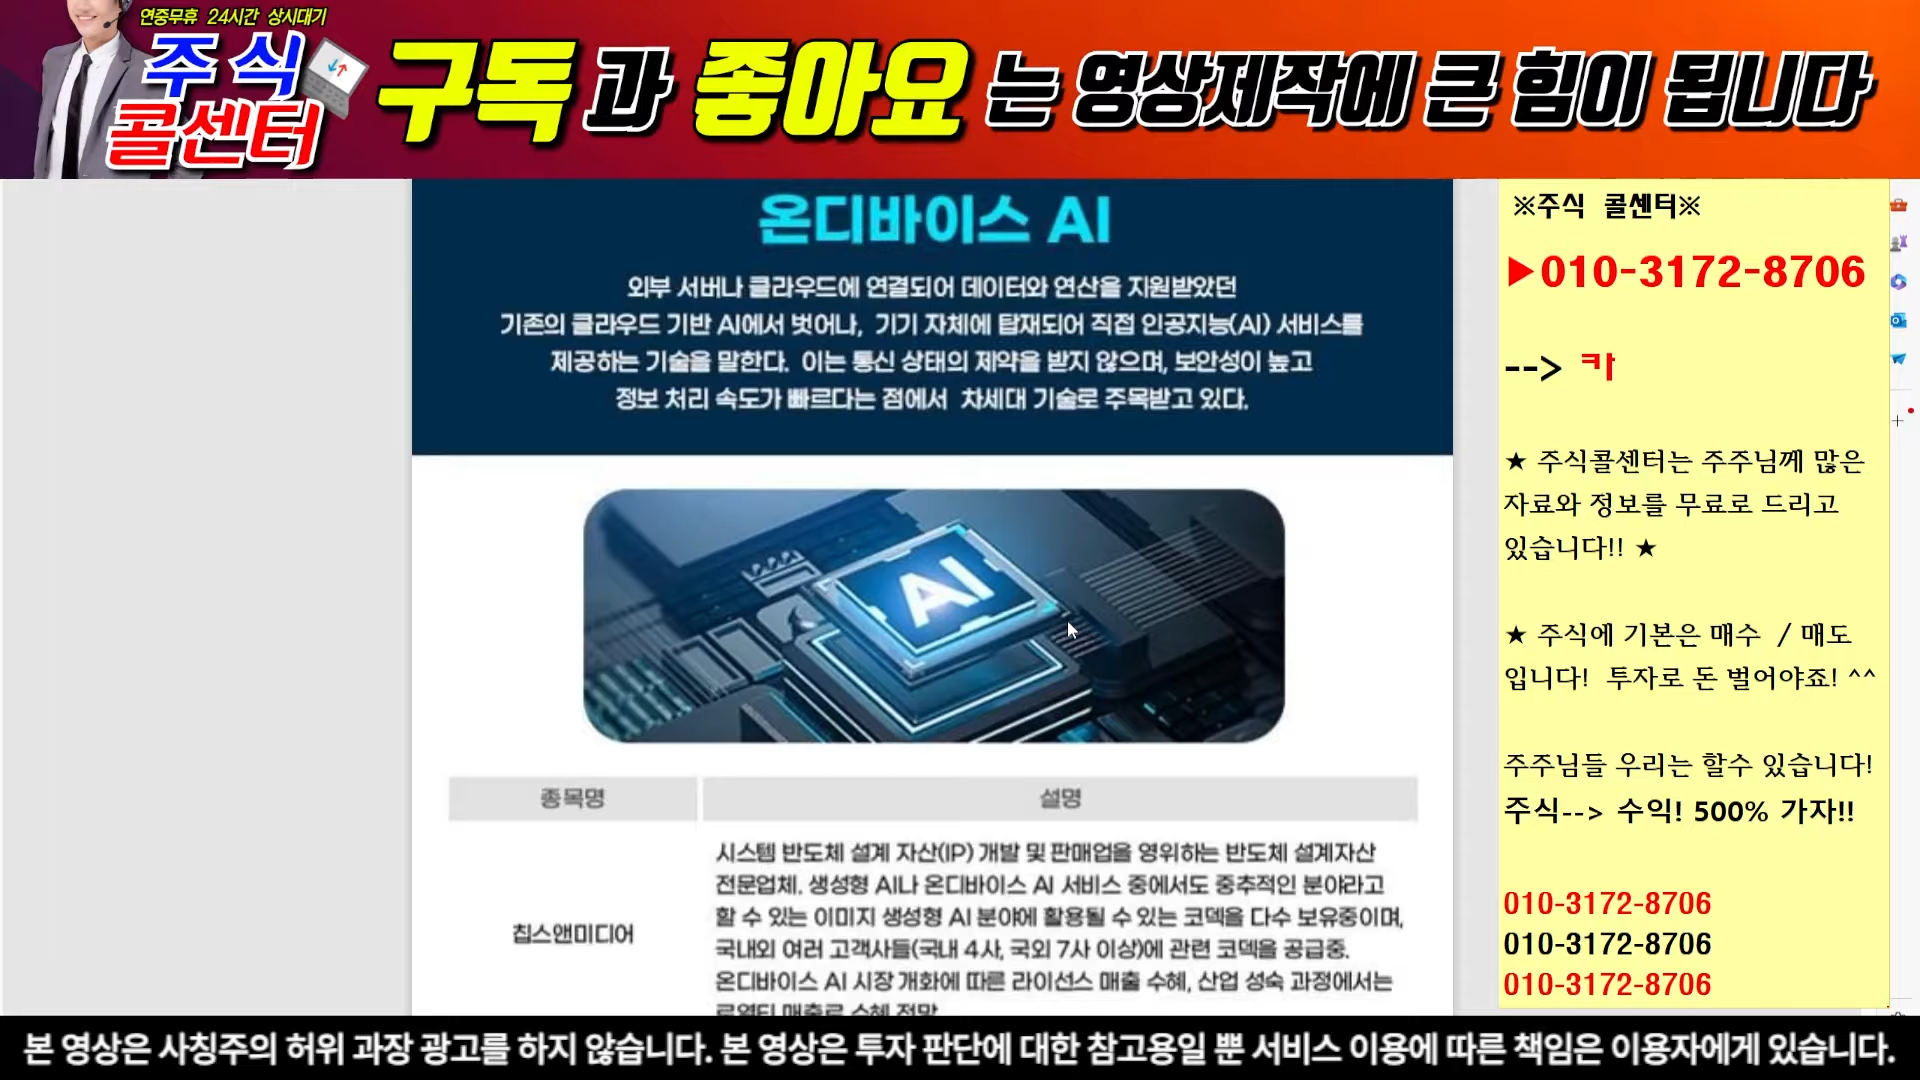 연중무휴 24시간 상시대기
주식
콜센터
구독과 좋아요는 영상제작에 큰 힘이 됩니다
온디바이스 AI
외부 서버나 클라우드에 연결되어 데이터와 연산을 지원받았던
기존의 클라우드 기반 AI에서 벗어나, 기기 자체에 탑재되어 직접 인공지능(AI) 서비스를
제공하는 기술을 말한다. 이는 통신 상태의 제약을 받지 않으며, 보안성이 높고
정보 처리 속도가 빠르다는 점에서 차세대 기술로 주목받고 있다.
AI
종목명 설명
칩스앤미디어
시스템 반도체 설계 자산(IP) 개발 및 판매업을 영위하는 반도체 설계자산
전문업체. 생성형 AI나 온디바이스 AI 서비스 중에서도 중추적인 분야라고
할 수 있는 이미지 생성형 AI 분야에 활용될 수 있는 코덱을 다수 보유중이며,
국내외 여러 고객사들(국내 4사, 국외 7사 이상)에 관련 코덱을 공급중.
온디바이스 AI 시장 개화에 따른 라이선스 매출 수혜, 산업 성숙 과정에서는
로열티 매출로 수혜 전망
※주식 콜센터※
▶010-3172-8706
--> 카
★ 주식콜센터는 주주님께 많은
자료와 정보를 무료로 드리고
있습니다!! ★
★ 주식에 기본은 매수 / 매도
입니다! 투자로 돈 벌어야죠! ^^
주주님들 우리는 할수 있습니다!
주식--> 수익! 500% 가자!!
010-3172-8706
010-3172-8706
010-3172-8706
본 영상은 사칭주의 허위 과장 광고를 하지 않습니다. 본 영상은 투자 판단에 대한 참고용일 뿐 서비스 이용에 따른 책임은 이용자에게 있습니다.